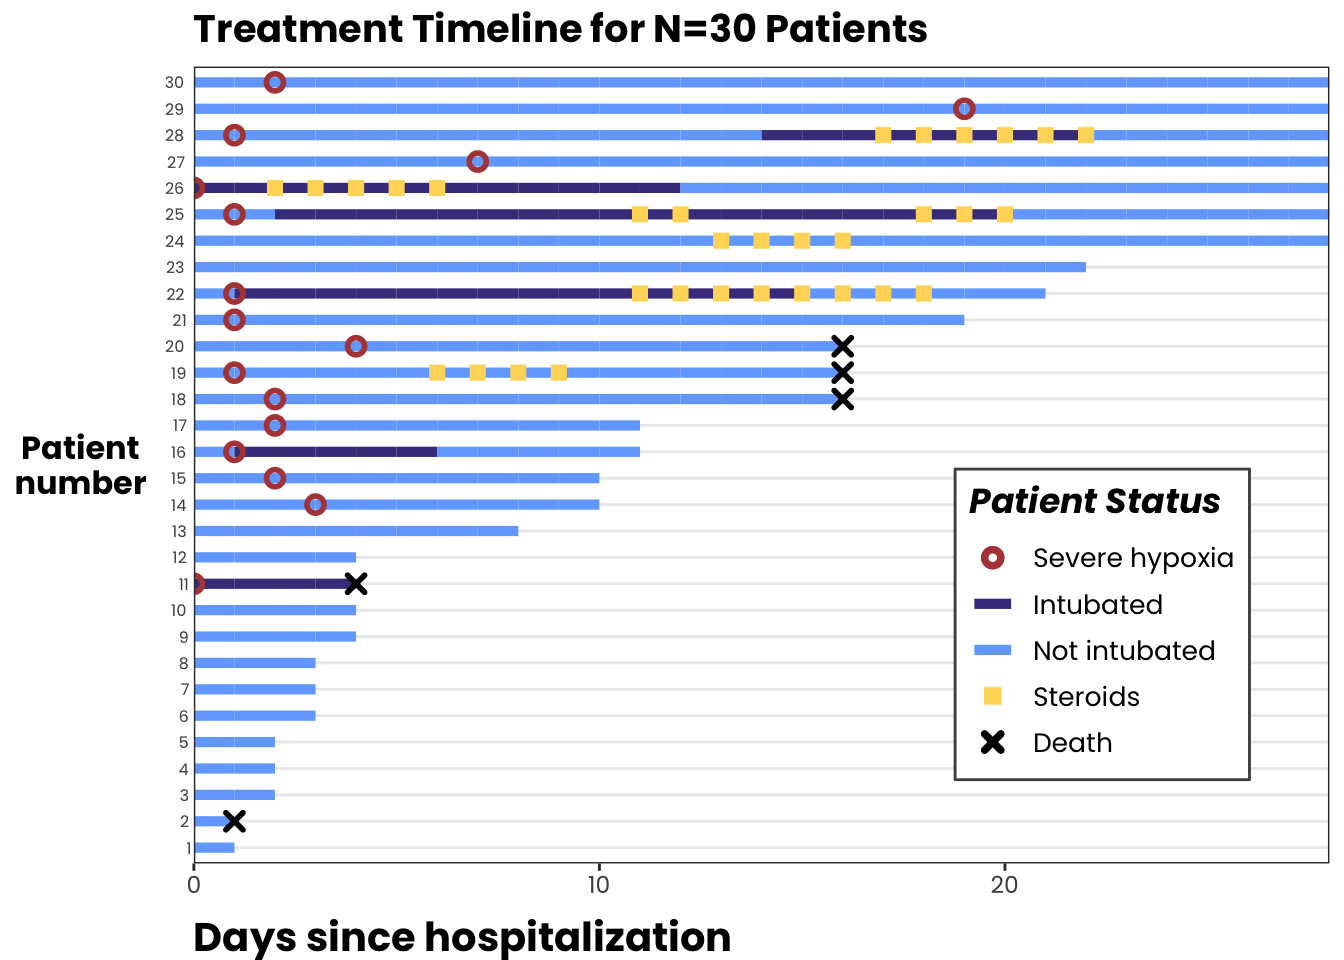 Treatment Timeline for N=30 Patients
30
29
28
27
26
25
24
23
22
21
20
19
18
17
16
15
14
13
12
11
10
9
8
7
6
5
4
3
2
1
Patient
number
Patient Status
Severe hypoxia
Intubated
Not intubated
Steroids
Death
0 10 20
Days since hospitalization